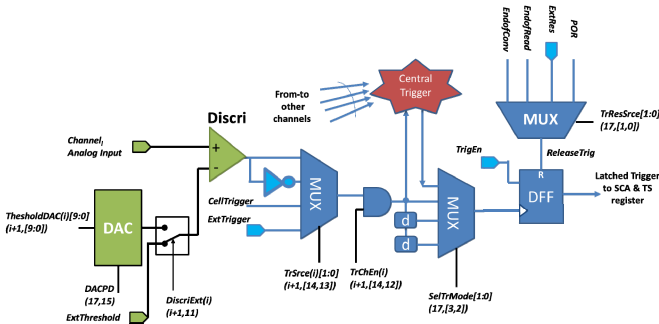 EndofConv
EndofRead
ExtRes
POR
Central
Trigger
From-to
other
channels
MUX
TrResSrce[1:0]
(17,[1,0])
Discri
Channeli
Analog Input
+
-
ReleaseTrig
TrigEn
R
DFF
Latched Trigger
to SCA & TS
register
MUX
CellTrigger
ExtTrigger
MUX
d
d
ThesholdDAC(i)[9:0]
(i+1,[9:0])
DAC
DACPD
(17,15)
DiscriExt(i)
(i+1,11)
ExtThreshold
TrSrce(i)[1:0]
(i+1,[14,13])
TrChEn(i)
(i+1,[14,12])
SelTrMode[1:0]
(17,[3,2])